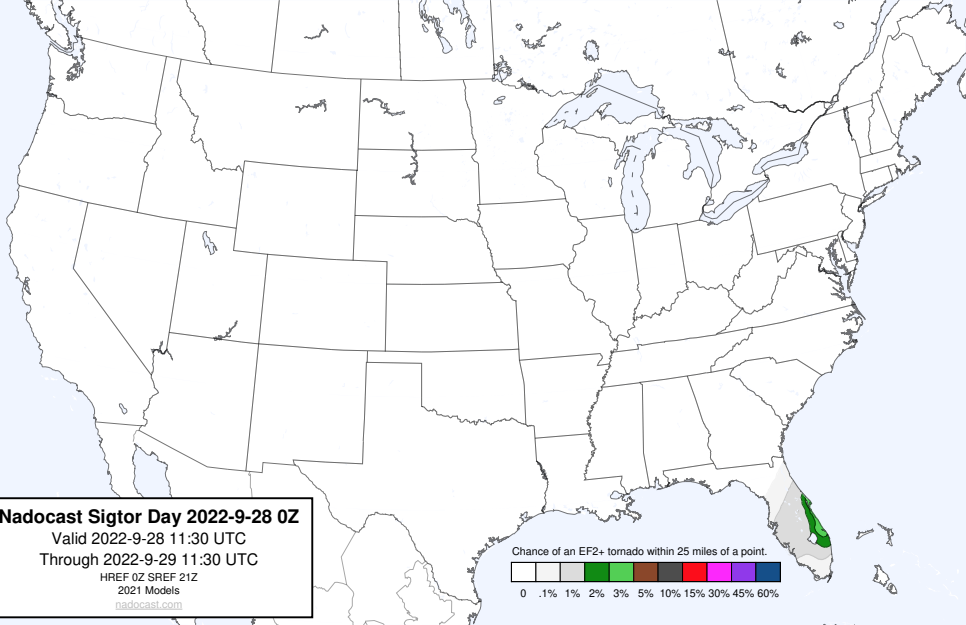 Nadocast Sigtor Day 2022-9-28 0Z
Valid 2022-9-28 11:30 UTC
Through 2022-9-29 11:30 UTC
HREF 0Z SREF 21Z
2021 Models
nadocast.com
Chance of an EF2+ tornado within 25 miles of a point.
0 .1% 1% 2% 3% 5% 10% 15% 30% 45% 60%